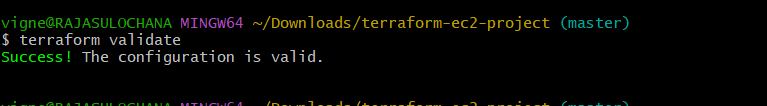 vigne@RAJASULOCHANA MINGW64 ~/Downloads/terraform-ec2-project (master)
$ terraform validate
Success! The configuration is valid.
vigne@RAJASULOCHANA MINGW64 ~/Downloads/terraform-ec2-project (master)